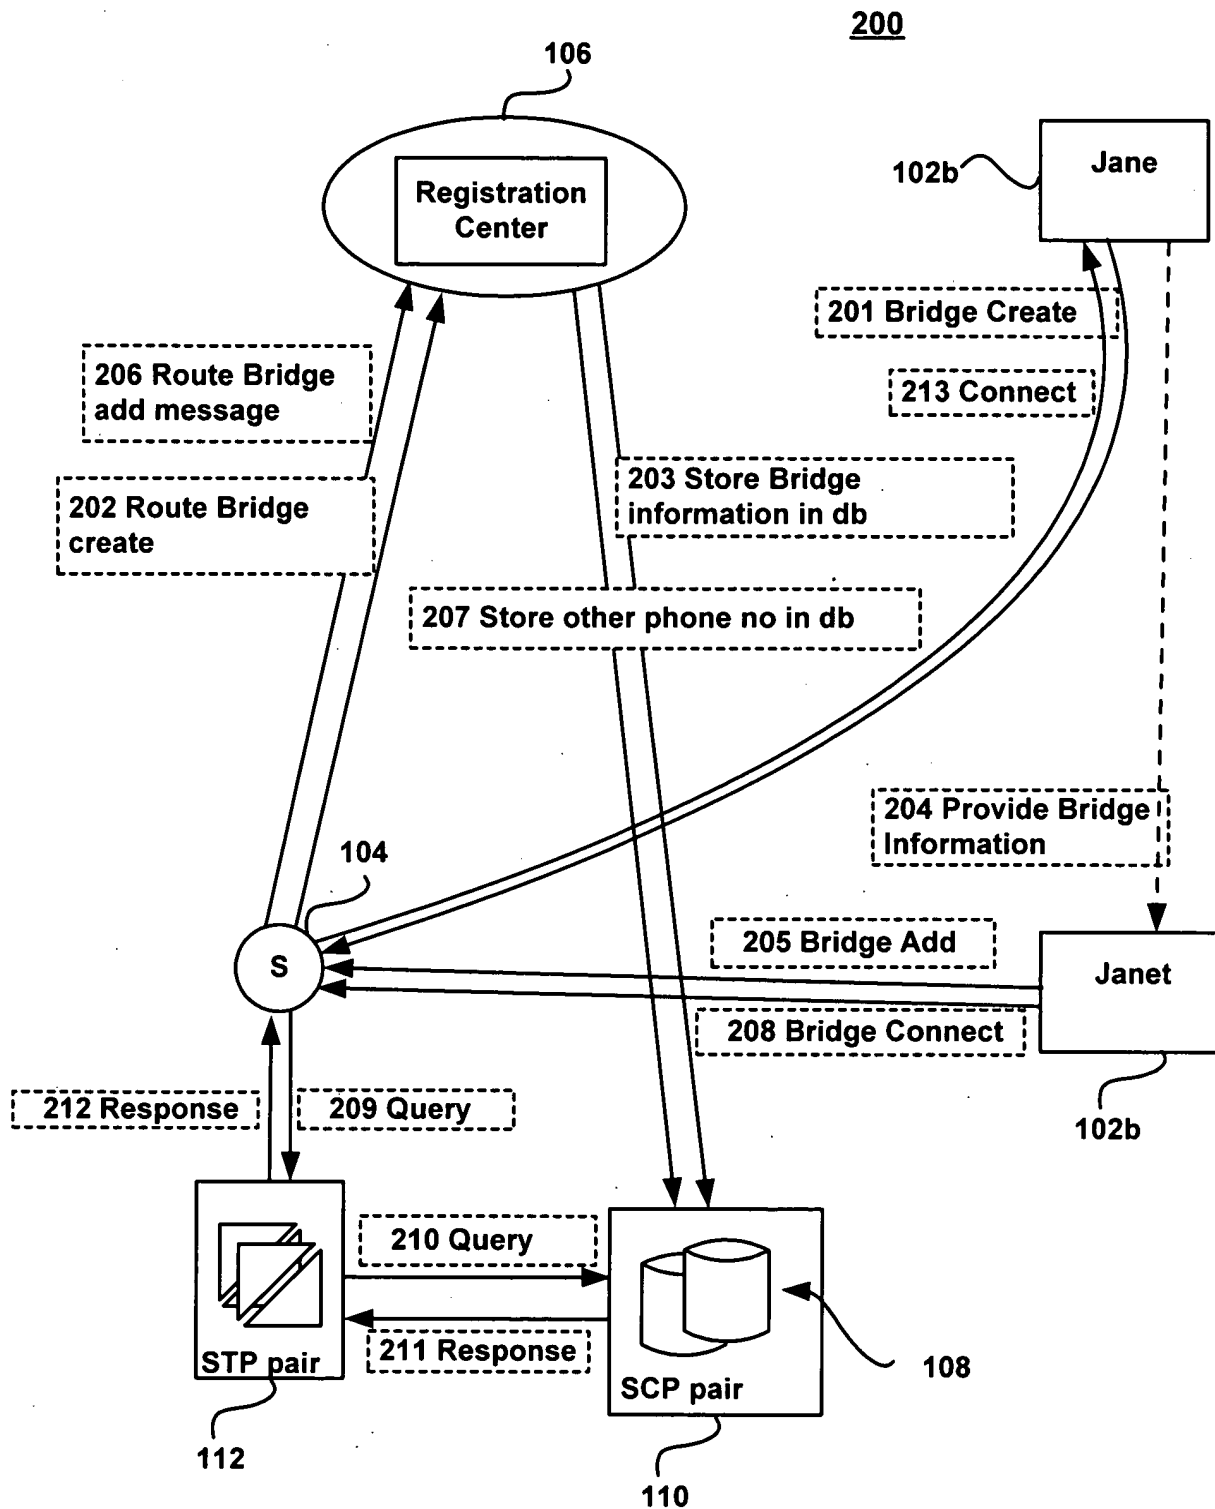 200
106
Registration
Center
102b
Jane
201 Bridge Create
213 Connect
206 Route Bridge
add message
202 Route Bridge
create
203 Store Bridge
information in db
207 Store other phone no in db
204 Provide Bridge
Information
104
S
205 Bridge Add
Janet
208 Bridge Connect
102b
212 Response
209 Query
210 Query
211 Response
STP pair
SCP pair
108
112
110